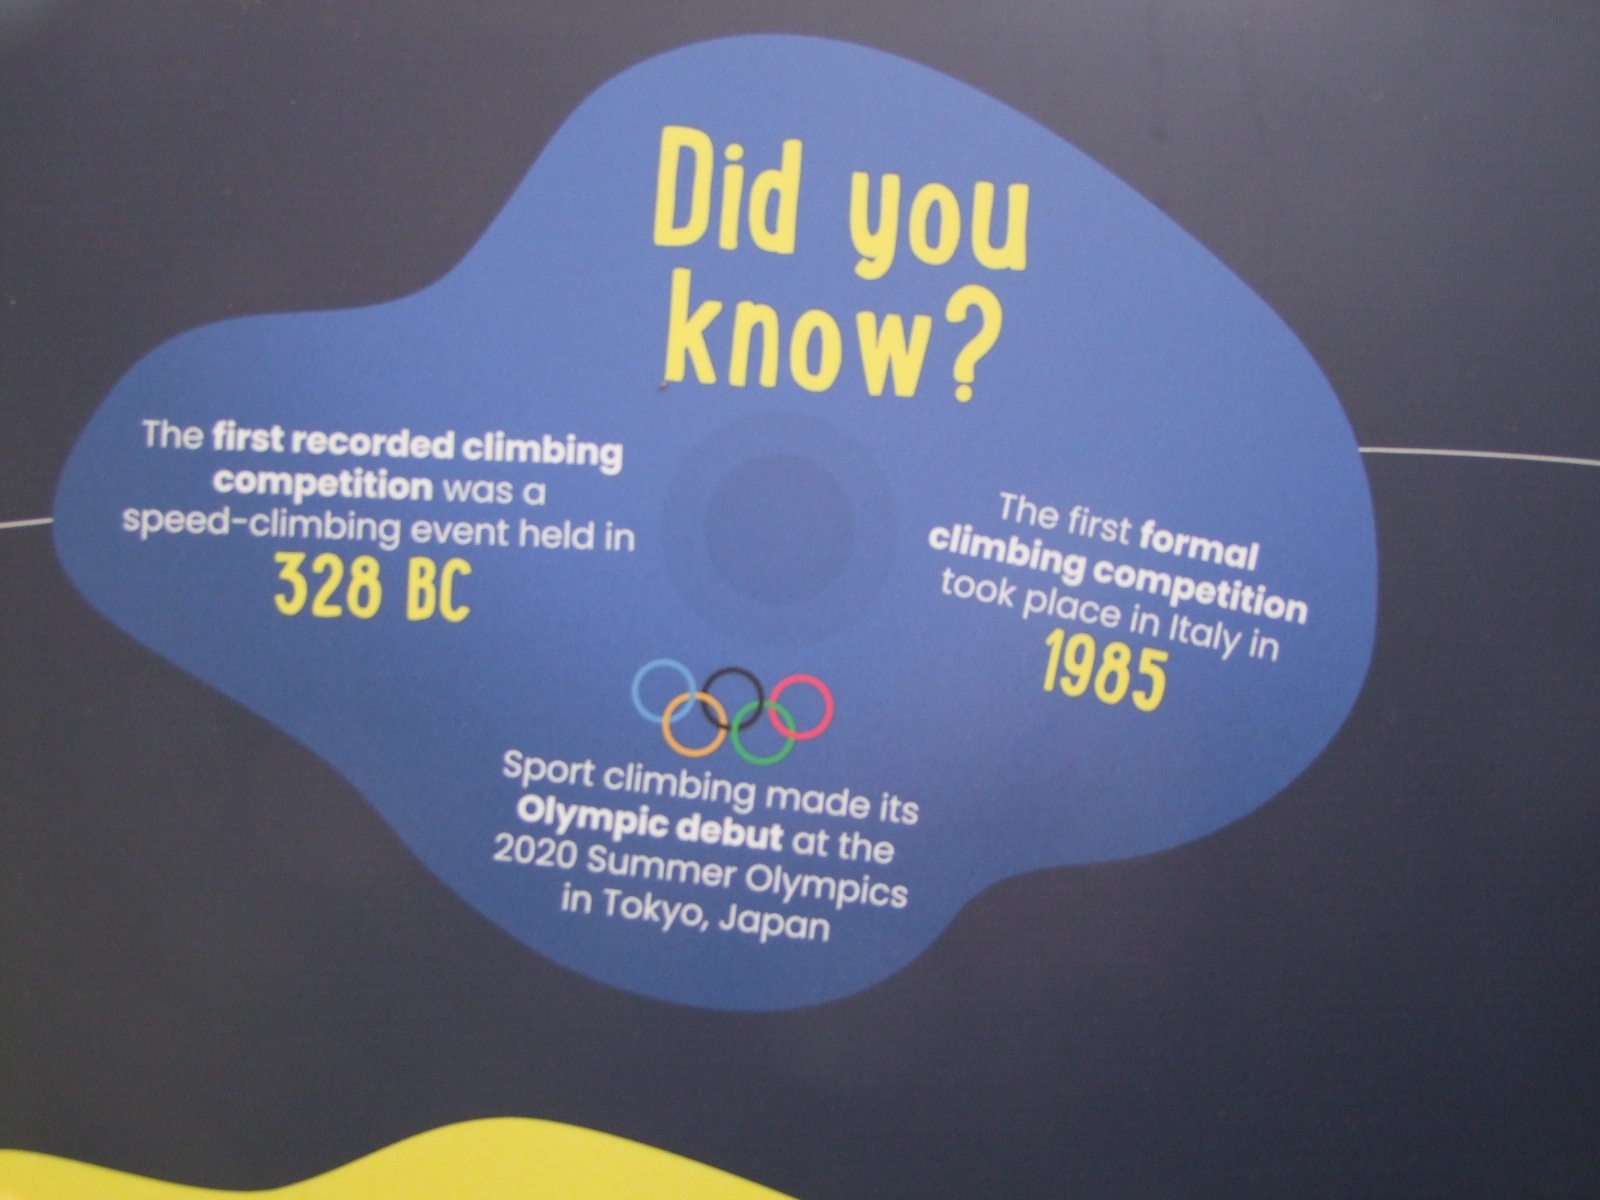 Did you
know?
The first recorded climbing
competition was a
speed-climbing event held in
328 BC
The first formal
climbing competition
took place in Italy in
1985
Sport climbing made its
Olympic debut at the
2020 Summer Olympics
in Tokyo, Japan